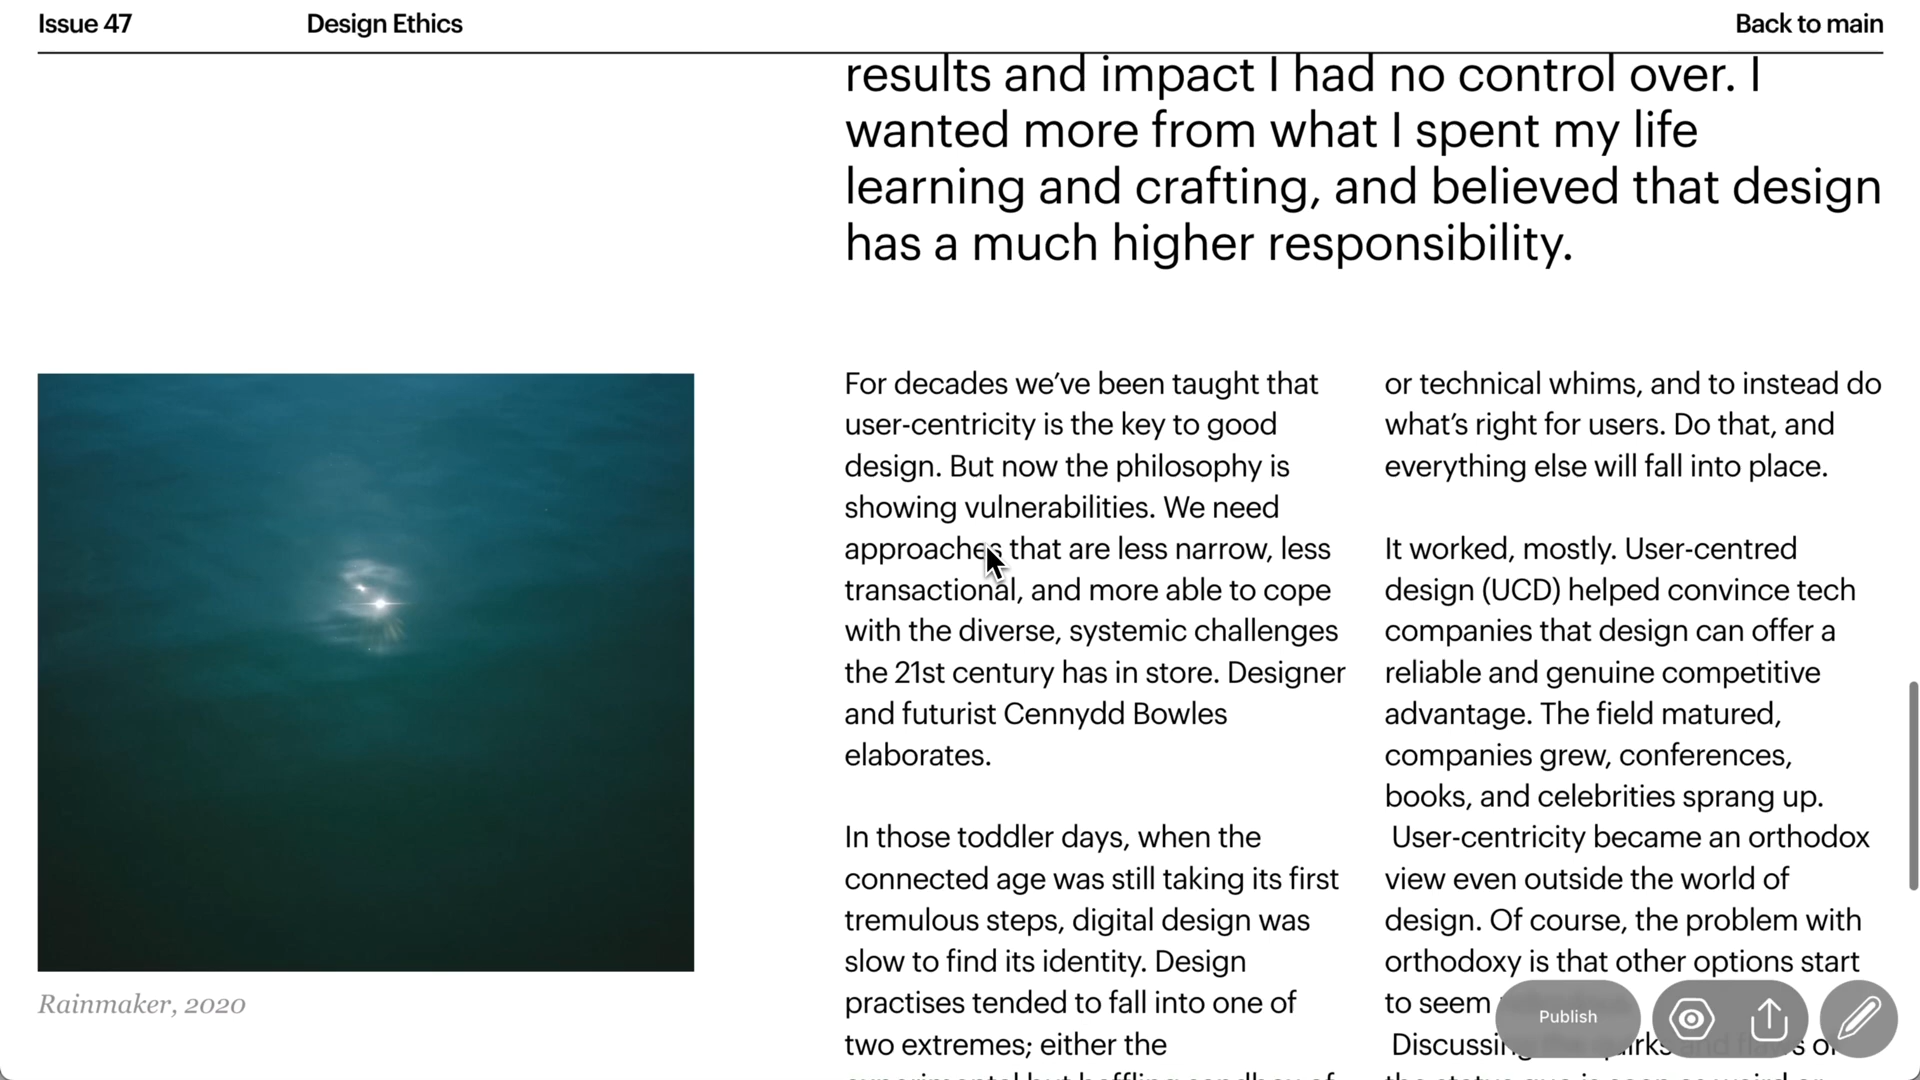 Issue 47
Design Ethics
Back to main
results and impact I had no control over. I
wanted more from what I spent my life
learning and crafting, and believed that design
has a much higher responsibility.
Rainmaker, 2020
For decades we’ve been taught that
user-centricity is the key to good
design. But now the philosophy is
showing vulnerabilities. We need
approaches that are less narrow, less
transactional, and more able to cope
with the diverse, systemic challenges
the 21st century has in store. Designer
and futurist Cennydd Bowles
elaborates.
In those toddler days, when the
connected age was still taking its first
tremulous steps, digital design was
slow to find its identity. Design
practises tended to fall into one of
two extremes; either the
or technical whims, and to instead do
what’s right for users. Do that, and
everything else will fall into place.
It worked, mostly. User-centred
design (UCD) helped convince tech
companies that design can offer a
reliable and genuine competitive
advantage. The field matured,
companies grew, conferences,
books, and celebrities sprang up.
User-centricity became an orthodox
view even outside the world of
design. Of course, the problem with
orthodoxy is that other options start
to seem
Discussing the quirks and flaws of
Publish